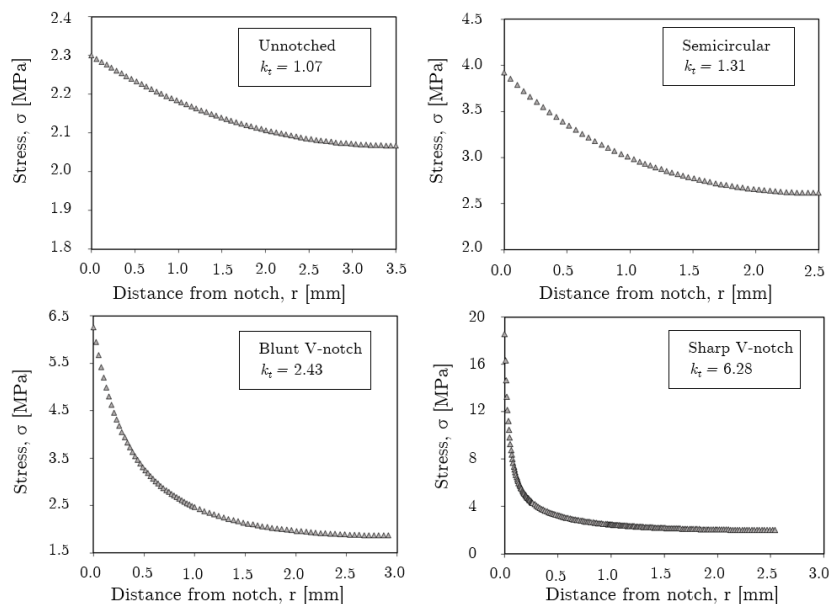 2.4
2.3
2.2
2.1
2.0
1.9
1.8
Stress, σ [MPa]
Unnotched
kt = 1.07
0.0 0.5 1.0 1.5 2.0 2.5 3.0 3.5
Distance from notch, r [mm]
4.5
4.0
3.5
3.0
2.5
2.0
Stress, σ [MPa]
Semicircular
kt = 1.31
0.0 0.5 1.0 1.5 2.0 2.5
Distance from notch, r [mm]
6.5
5.5
4.5
3.5
2.5
1.5
Stress, σ [MPa]
Blunt V-notch
kt = 2.43
0.0 0.5 1.0 1.5 2.0 2.5 3.0
Distance from notch, r [mm]
20
16
12
8
4
0
Stress, σ [MPa]
Sharp V-notch
kt = 6.28
0.0 0.5 1.0 1.5 2.0 2.5 3.0
Distance from notch, r [mm]